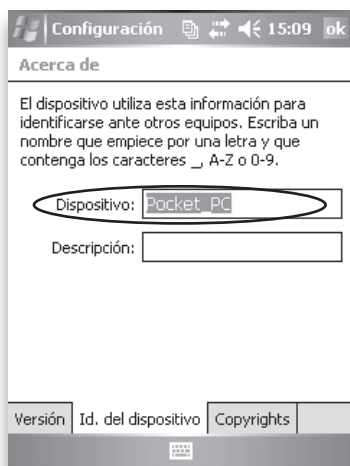 Configuración 15:09 ok
Acerca de
El dispositivo utiliza esta información para
identificarse ante otros equipos. Escriba un
nombre que empiece por una letra y que
contenga los caracteres _, A-Z o 0-9.
Dispositivo: Pocket_PC
Descripción:
Versión Id. del dispositivo Copyrights